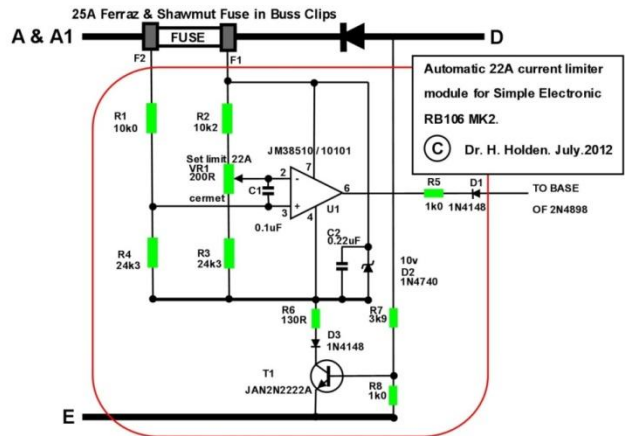 25A Ferraz & Shawmut Fuse in Buss Clips
A & A1
FUSE
D
F2
F1
Automatic 22A current limiter
module for Simple Electronic
RB106 MK2.
C Dr. H. Holden. July.2012
R1
10k0
R2
10k2
JM38510 / 10101
Set limit 22A
VR1
200R
cermet
C1
0.1uF
2
-
7
3
+
4
6
U1
R5
1k0
D1
1N4148
TO BASE
OF 2N4898
R4
24k3
R3
24k3
C2
0.22uF
10v
D2
1N4740
R6
130R
R7
3k9
D3
1N4148
T1
JAN2N2222A
R8
1k0
E